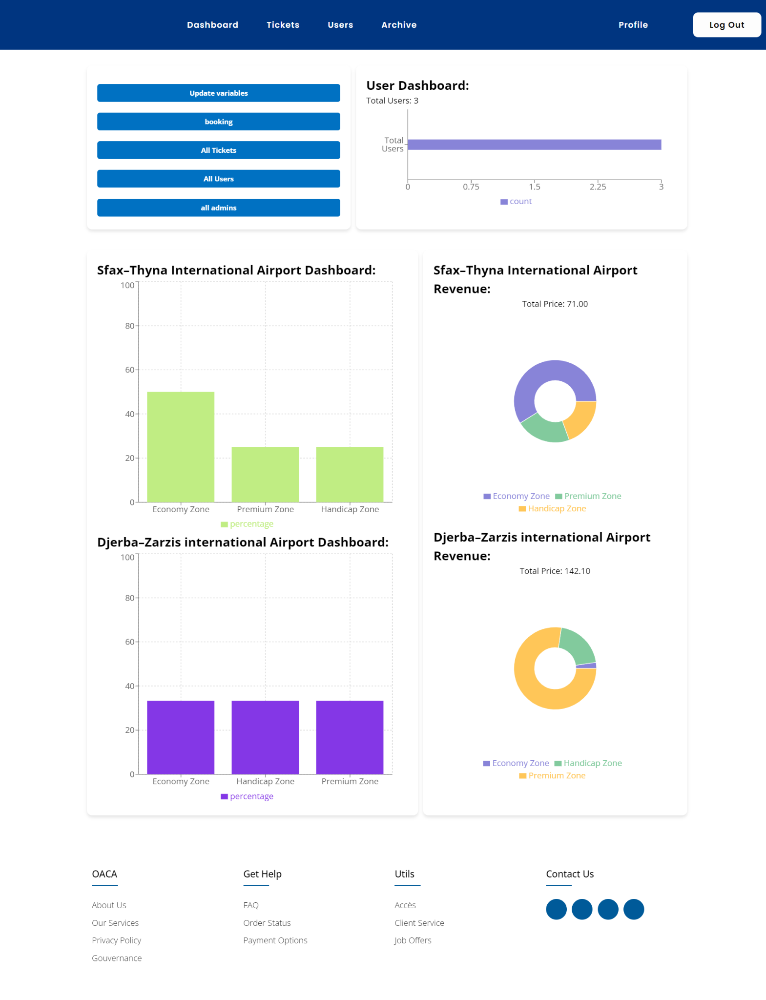 Dashboard Tickets Users Archive Profile Log Out
Update variables
booking
All Tickets
All Users
all admins
User Dashboard:
Total Users: 3
Total
Users
0 0.75 1.5 2.25 3
count
Sfax–Thyna International Airport Dashboard:
100
80
60
40
20
0
Economy Zone Premium Zone Handicap Zone
percentage
Djerba–Zarzis international Airport Dashboard:
100
80
60
40
20
0
Economy Zone Handicap Zone Premium Zone
percentage
Sfax–Thyna International Airport
Revenue:
Total Price: 71.00
Economy Zone Premium Zone
Handicap Zone
Djerba–Zarzis international Airport
Revenue:
Total Price: 142.10
Economy Zone Handicap Zone
Premium Zone
OACA
About Us
Our Services
Privacy Policy
Gouvernance
Get Help
FAQ
Order Status
Payment Options
Utils
Accès
Client Service
Job Offers
Contact Us